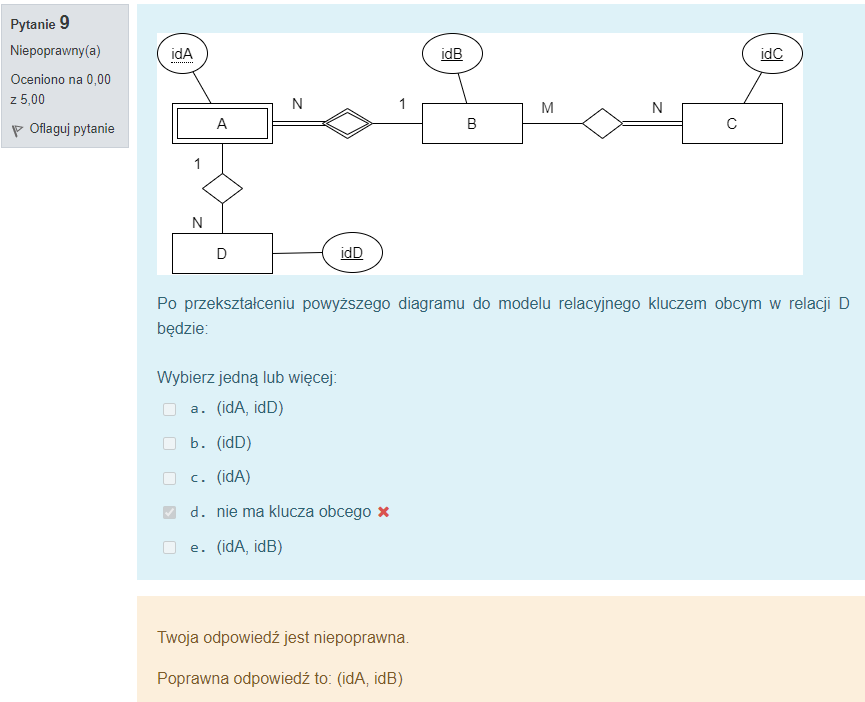 Pytanie 9
Niepoprawny(a)
Oceniono na 0,00
z 5,00
Oflaguj pytanie
idA
idB
idC
N
1
M
N
A
B
C
1
N
D
idD
Po przekształceniu powyższego diagramu do modelu relacyjnego kluczem obcym w relacji D
będzie:
Wybierz jedną lub więcej:
a. (idA, idD)
b. (idD)
c. (idA)
d. nie ma klucza obcego
e. (idA, idB)
Twoja odpowiedź jest niepoprawna.
Poprawna odpowiedź to: (idA, idB)